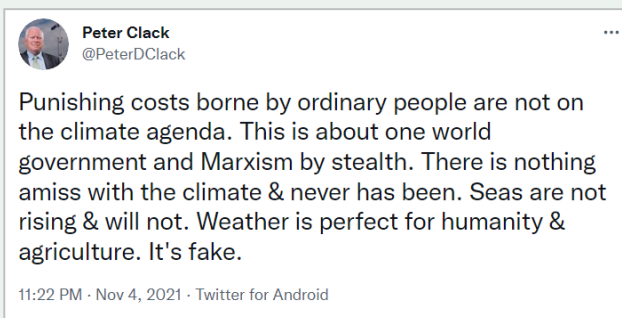 Peter Clack
@PeterDClack
Punishing costs borne by ordinary people are not on
the climate agenda. This is about one world
government and Marxism by stealth. There is nothing
amiss with the climate & never has been. Seas are not
rising & will not. Weather is perfect for humanity &
agriculture. It's fake.
11:22 PM · Nov 4, 2021 · Twitter for Android